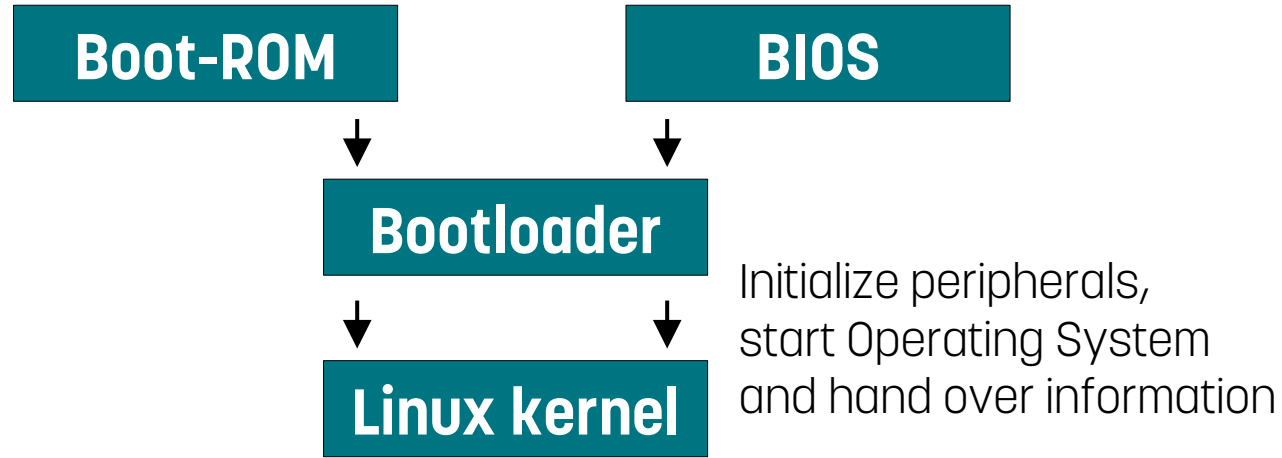 Boot-ROM
BIOS
Bootloader
Initialize peripherals,
start Operating System
and hand over information
Linux kernel